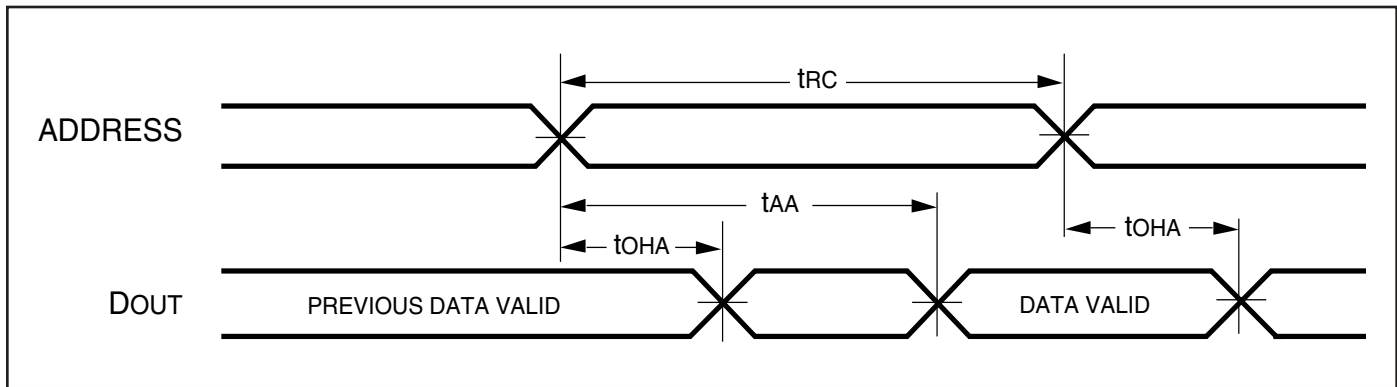 tRC
ADDRESS
tAA
tOHA
tOHA
DOUT
PREVIOUS DATA VALID
DATA VALID